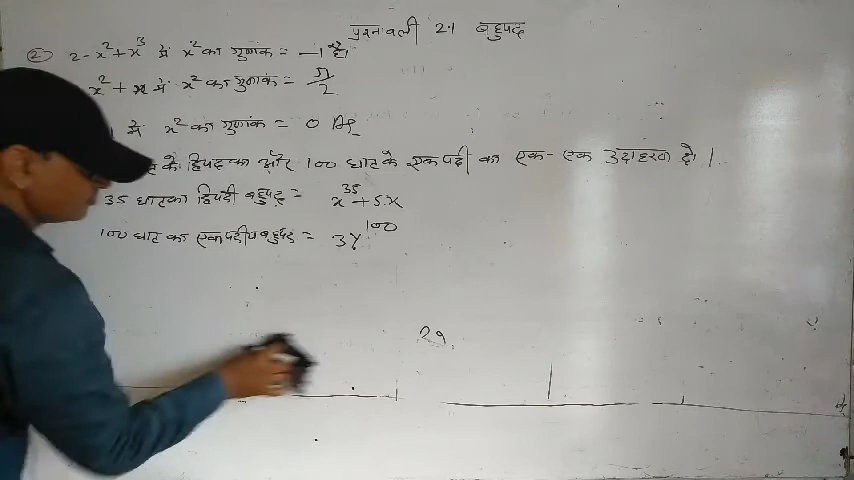 प्रश्नावली 2.1 बहुपद
② 2 - x² + x³ में x² का गुणांक = -1 है।
x² + x में x² का गुणांक = π/2
में x² का गुणांक = 0
के द्विपद का और 100 घात के एकपदी का एक-एक उदाहरण दो।
35 घात का द्विपदी बहुपद = x³⁵ + 5x
100 घात का एकपदीय बहुपद = 3y¹⁰⁰